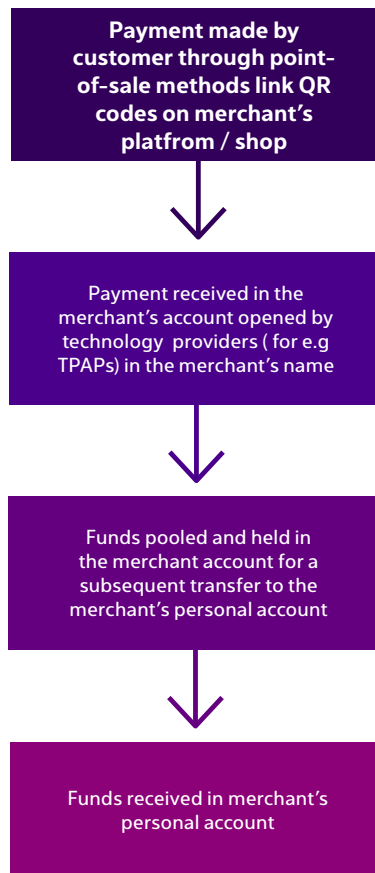 Payment made by
customer through point-
of-sale methods link QR
codes on merchant’s
platfrom / shop
Payment received in the
merchant’s account opened by
technology providers ( for e.g
TPAPs) in the merchant’s name
Funds pooled and held in
the merchant account for a
subsequent transfer to the
merchant’s personal account
Funds received in merchant’s
personal account